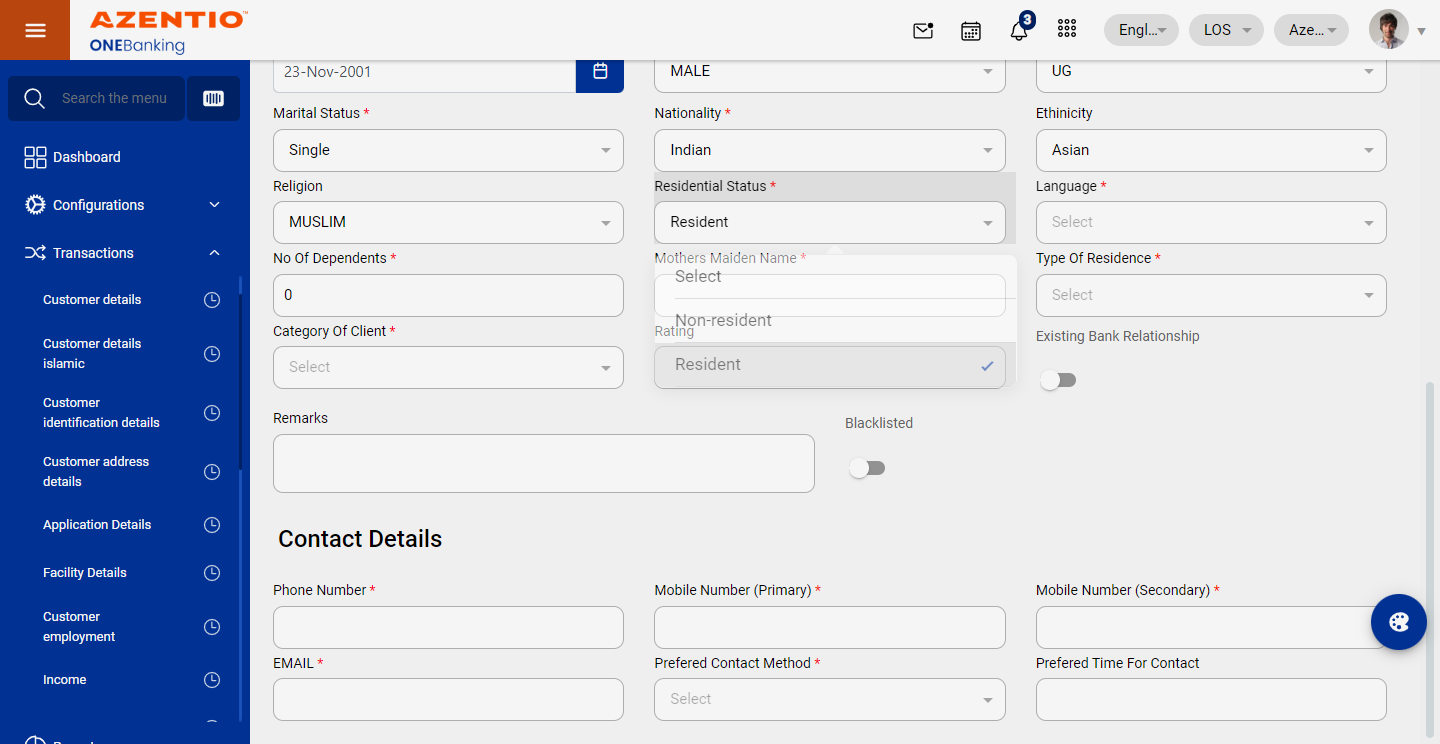 AZENTIO™
ONEBanking
3
Engl...
LOS
Aze...
Search the menu
Dashboard
Configurations
Transactions
Customer details
Customer details
islamic
Customer
identification details
Customer address
details
Application Details
Facility Details
Customer
employment
Income
23-Nov-2001
MALE
UG
Marital Status *
Nationality *
Ethinicity
Single
Indian
Asian
Religion
Residential Status *
Language *
MUSLIM
Resident
Select
No Of Dependents *
Mothers Maiden Name *
Type Of Residence *
Select
0
Select
Non-resident
Category Of Client *
Rating
Existing Bank Relationship
Select
Resident
Remarks
Blacklisted
Contact Details
Phone Number *
Mobile Number (Primary) *
Mobile Number (Secondary) *
EMAIL *
Prefered Contact Method *
Prefered Time For Contact
Select